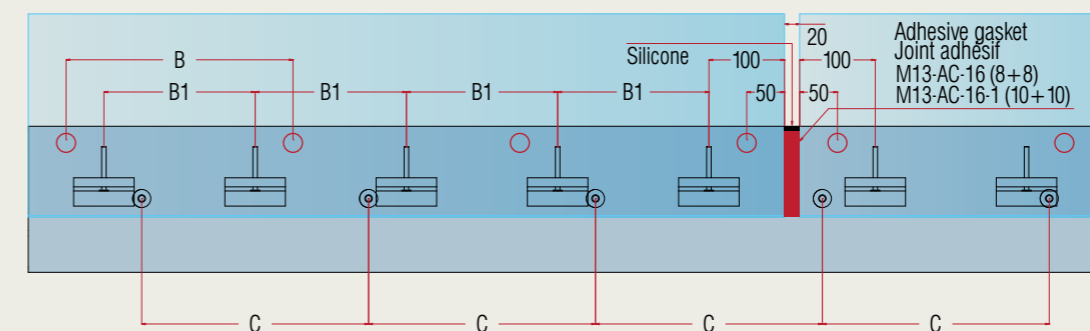 20
Adhesive gasket
Joint adhésif
M13-AC-16 (8+8)
M13-AC-16-1 (10+10)
Silicone
100
100
B
B1
B1
B1
B1
50
50
C
C
C
C